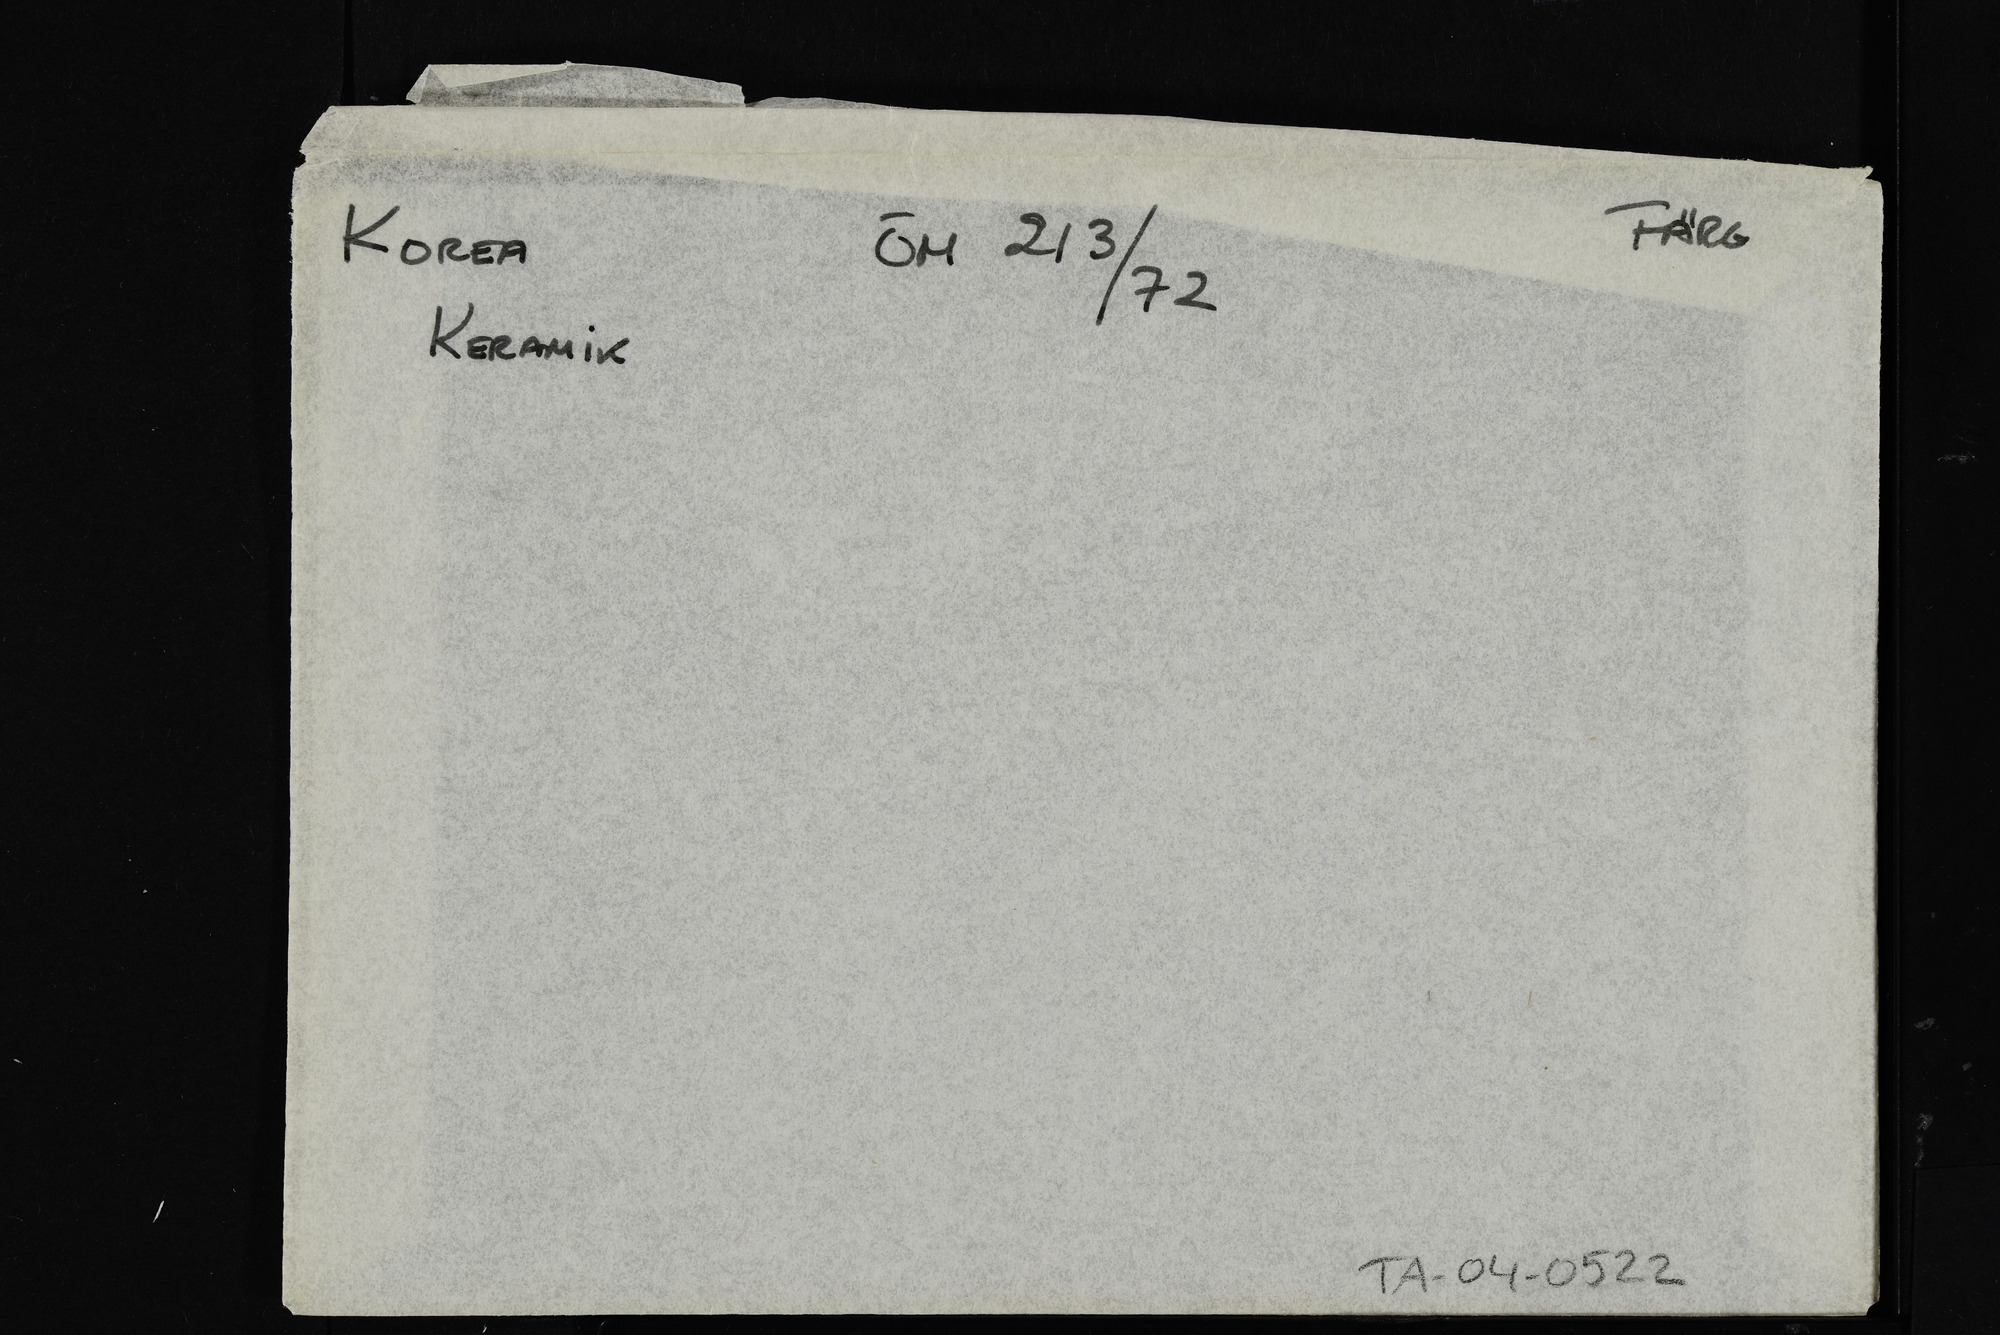 KOREA ÖM 213/72 FÄRG
KERAMiK
TA-04-0522